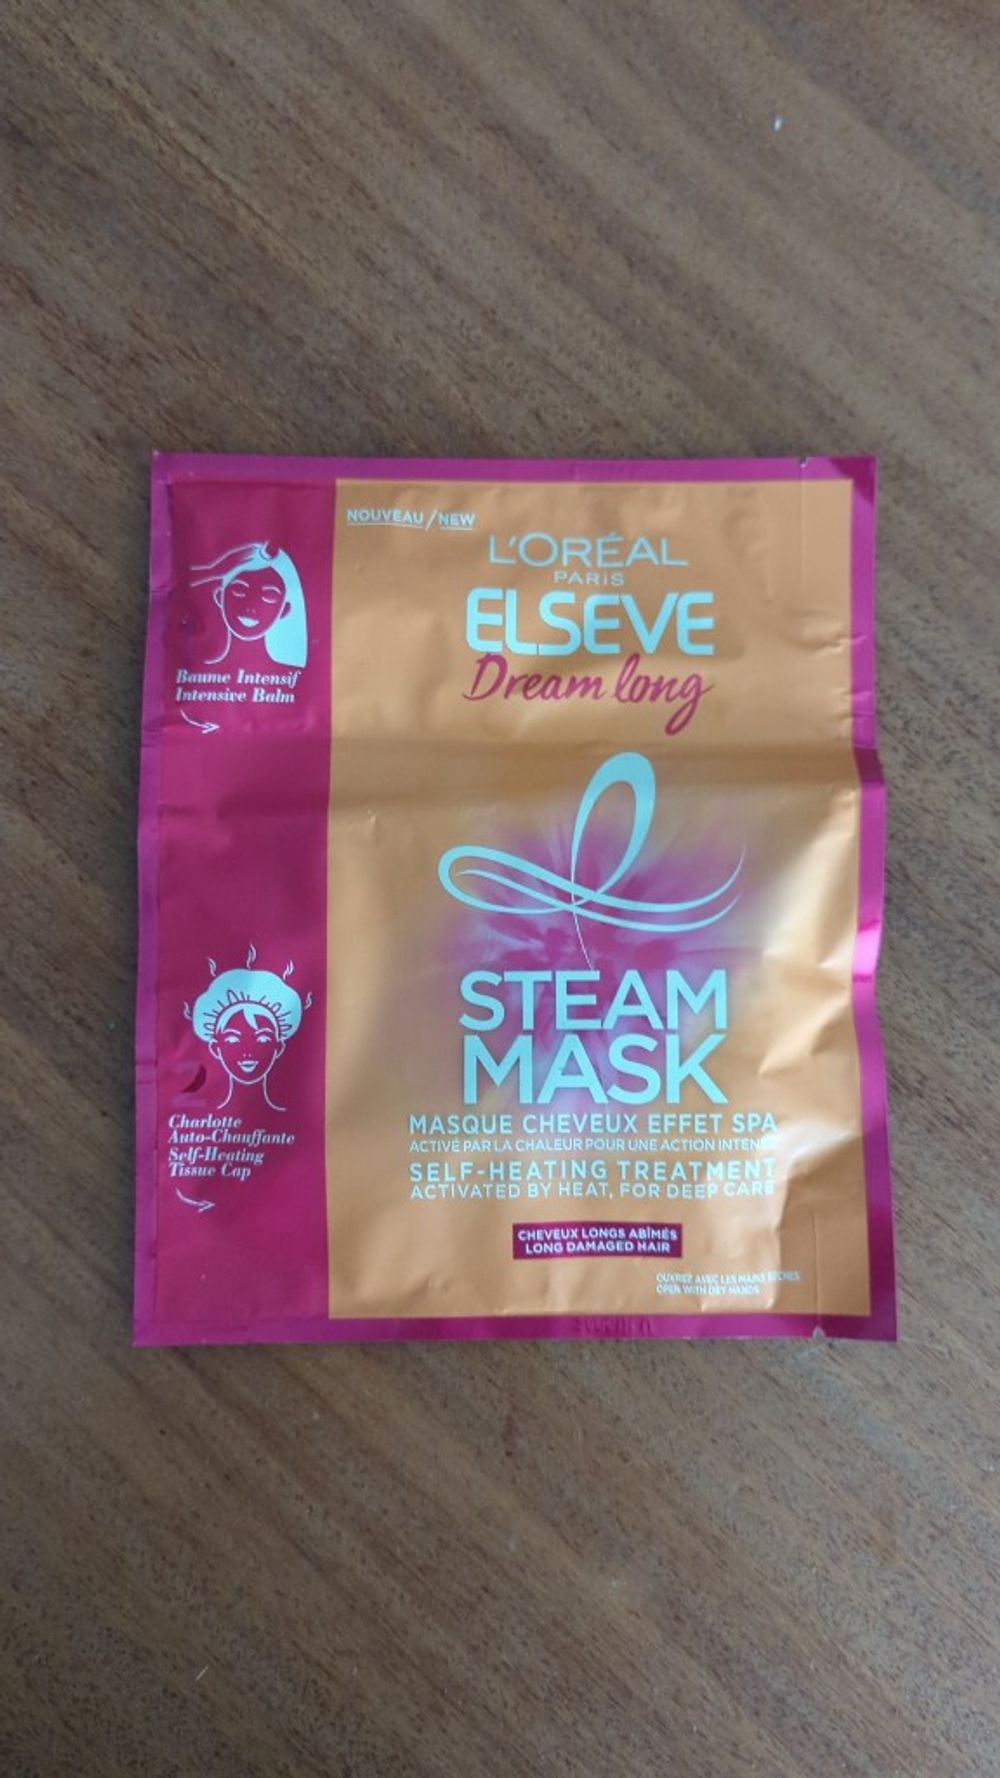 NOUVEAU/NEW
L'ORÉAL
PARIS
ELSEVE
Dream long
Baume Intensif
Intensive Balm
STEAM
MASK
MASQUE CHEVEUX EFFET SPA
ACTIVÉ PAR LA CHALEUR POUR UNE ACTION INTENSE
SELF-HEATING TREATMENT
ACTIVATED BY HEAT, FOR DEEP CARE
2
Charlotte
Auto-Chauffante
Self-Heating
Tissue Cap
CHEVEUX LONGS ABÎMÉS
LONG DAMAGED HAIR
OUVREZ AVEC LES MAINS SÈCHES
OPEN WITH DRY HANDS